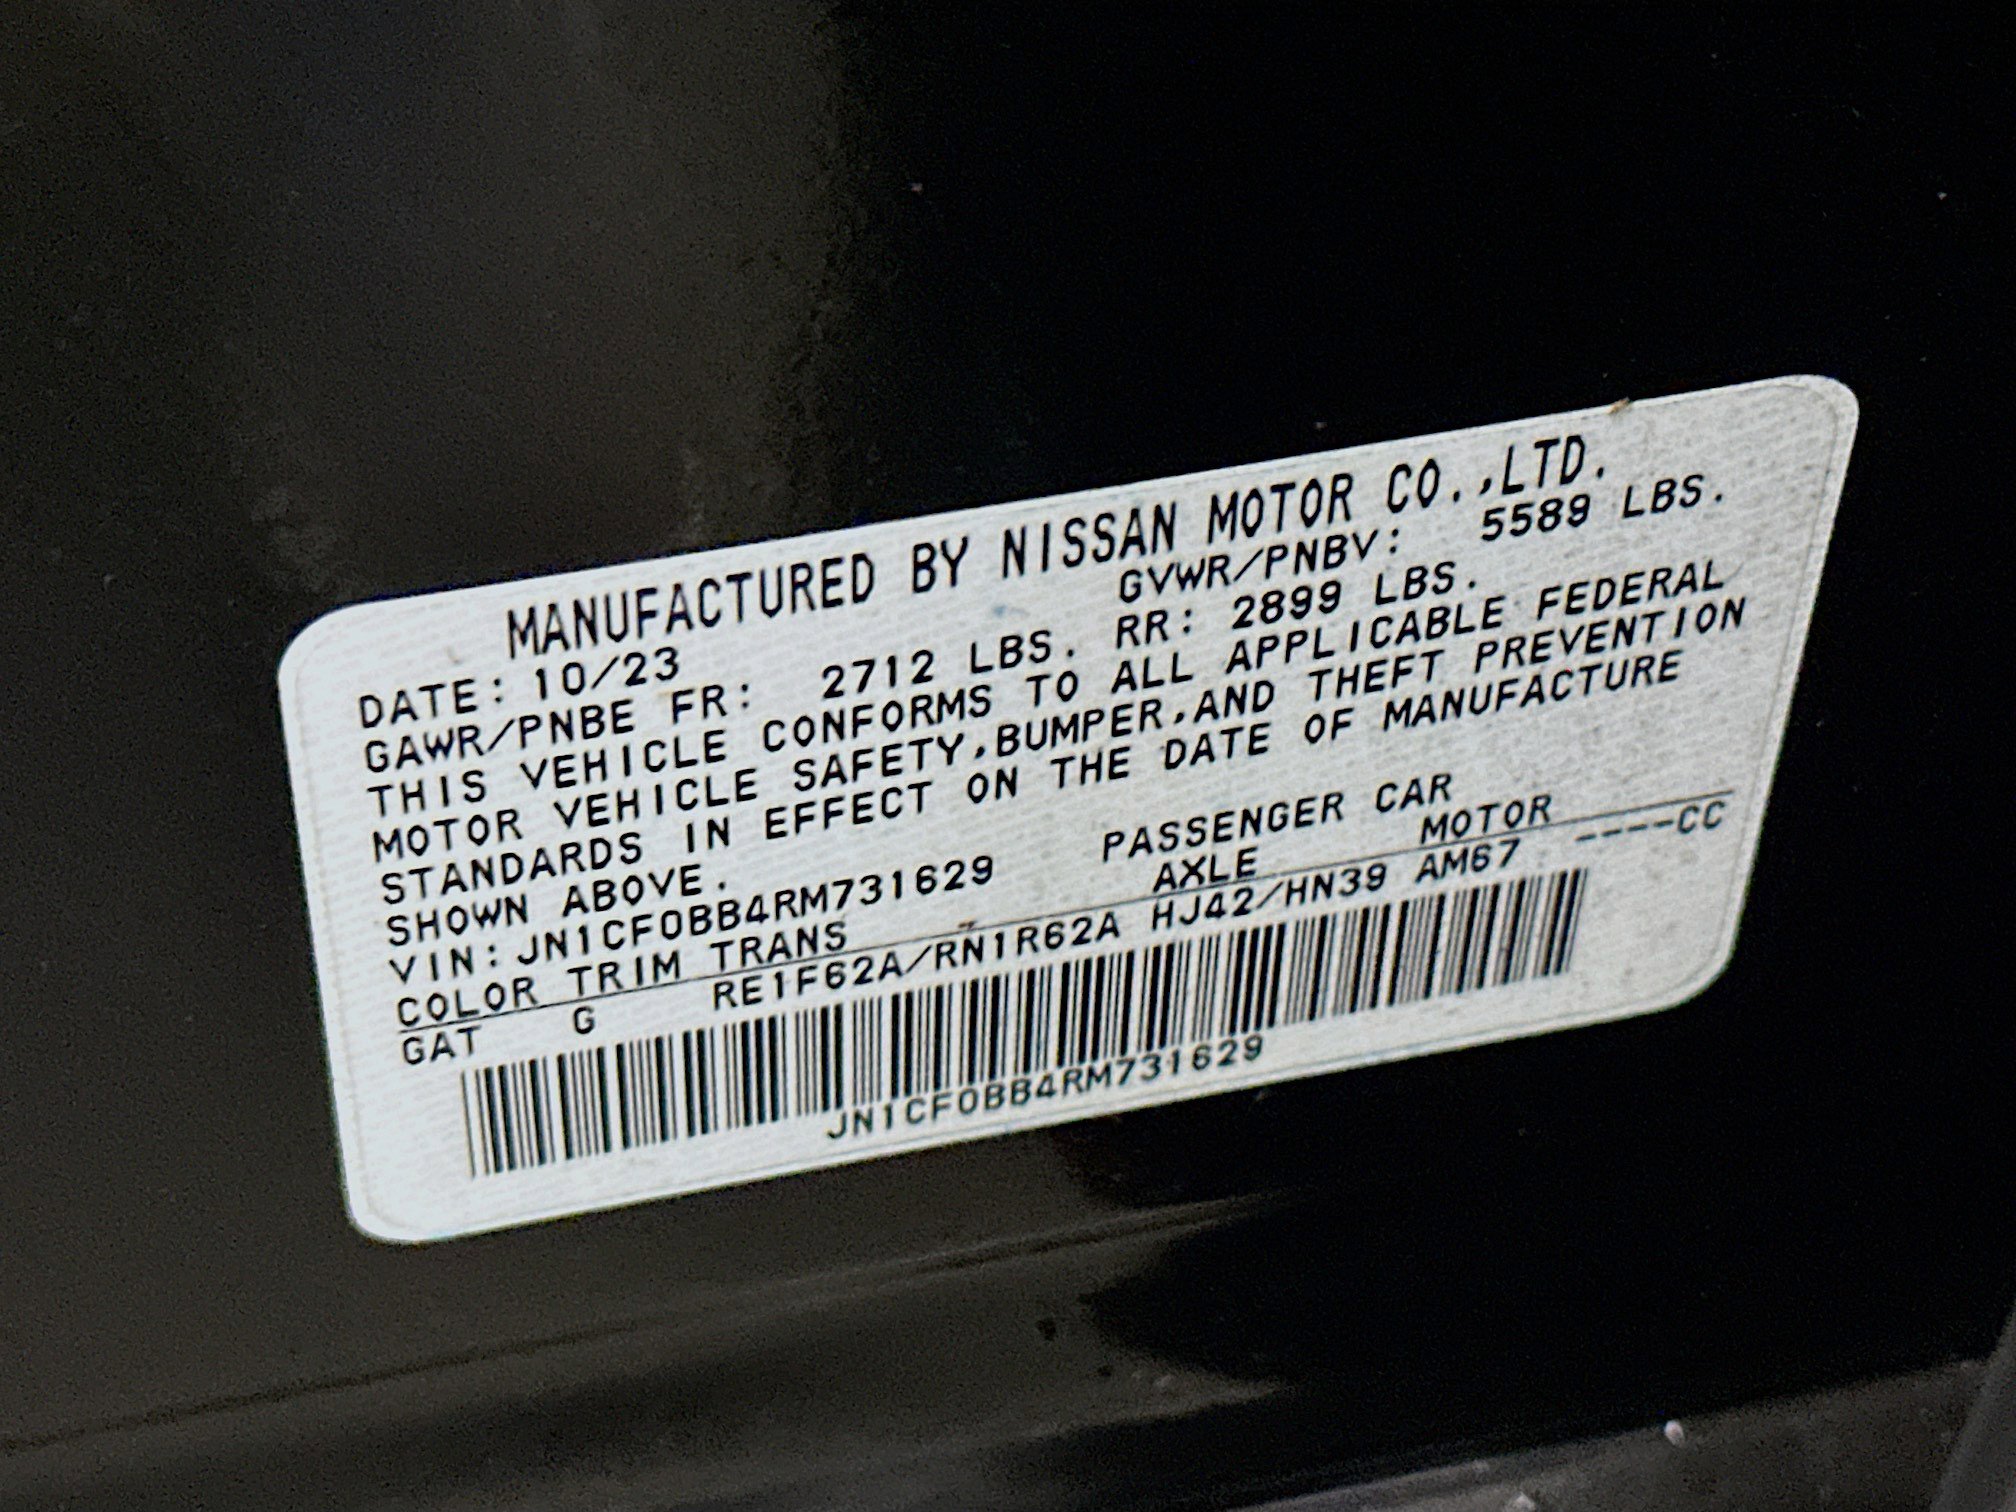 MANUFACTURED BY NISSAN MOTOR CO.,LTD.
DATE: 10/23 GVWR/PNBV: 5589 LBS.
GAWR/PNBE FR: 2712 LBS. RR: 2899 LBS.
THIS VEHICLE CONFORMS TO ALL APPLICABLE FEDERAL
MOTOR VEHICLE SAFETY,BUMPER,AND THEFT PREVENTION
STANDARDS IN EFFECT ON THE DATE OF MANUFACTURE
SHOWN ABOVE.
VIN: JN1CF0BB4RM731629 PASSENGER CAR
COLOR TRIM TRANS AXLE MOTOR
GAT G RE1F62A/RN1R62A HJ42/HN39 AM67 ----CC
JN1CF0BB4RM731629